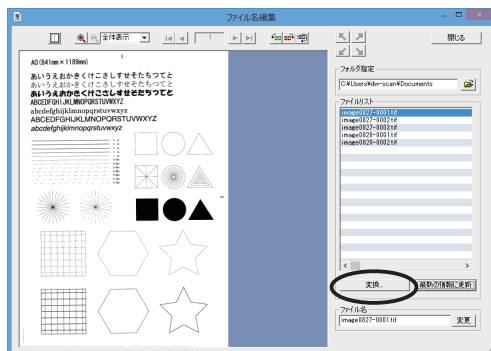 ファイル名編集
全体表示
1
閉じる
A0 (841mm × 1189mm)
あいうえおかきくけこさしすせそたちつてと
あいうえおかきくけこさしすせそたちつてと
あいうえおかきくけこさしすせそたちつてと
ABCDEFGHIJKLMNOPQRSTUVWXYZ
abcdefghijklmnopqrstuvwxyz
ABCDEFGHIJKLMNOPQRSTUVWXYZ
abcdefghijklmnopqrstuvwxyz
フォルダ指定
C:¥Users¥dw-scan¥Documents
ファイルリスト
image0827-0001.tif
image0827-0002.tif
image0827-0003.tif
image0828-0001.tif
image0828-0002.tif
変換...
最新の情報に更新
ファイル名
image0827-0001.tif
変更